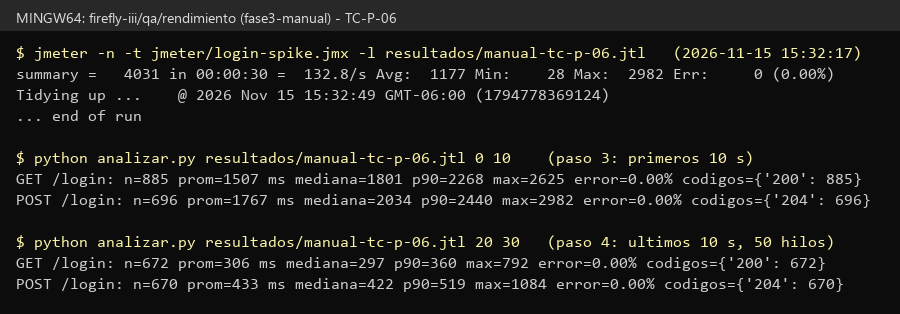 MINGW64: firefly-iii/qa/rendimiento (fase3-manual) - TC-P-06
$ jmeter -n -t jmeter/login-spike.jmx -l resultados/manual-tc-p-06.jtl   (2026-11-15 15:32:17)
summary =   4031 in 00:00:30 =  132.8/s Avg:  1177 Min:    28 Max:  2982 Err:     0 (0.00%)
Tidying up ...    @ 2026 Nov 15 15:32:49 GMT-06:00 (1794778369124)
... end of run
$ python analizar.py resultados/manual-tc-p-06.jtl 0 10    (paso 3: primeros 10 s)
GET /login: n=885 prom=1507 ms mediana=1801 p90=2268 max=2625 error=0.00% codigos={'200': 885}
POST /login: n=696 prom=1767 ms mediana=2034 p90=2440 max=2982 error=0.00% codigos={'204': 696}
$ python analizar.py resultados/manual-tc-p-06.jtl 20 30   (paso 4: ultimos 10 s, 50 hilos)
GET /login: n=672 prom=306 ms mediana=297 p90=360 max=792 error=0.00% codigos={'200': 672}
POST /login: n=670 prom=433 ms mediana=422 p90=519 max=1084 error=0.00% codigos={'204': 670}